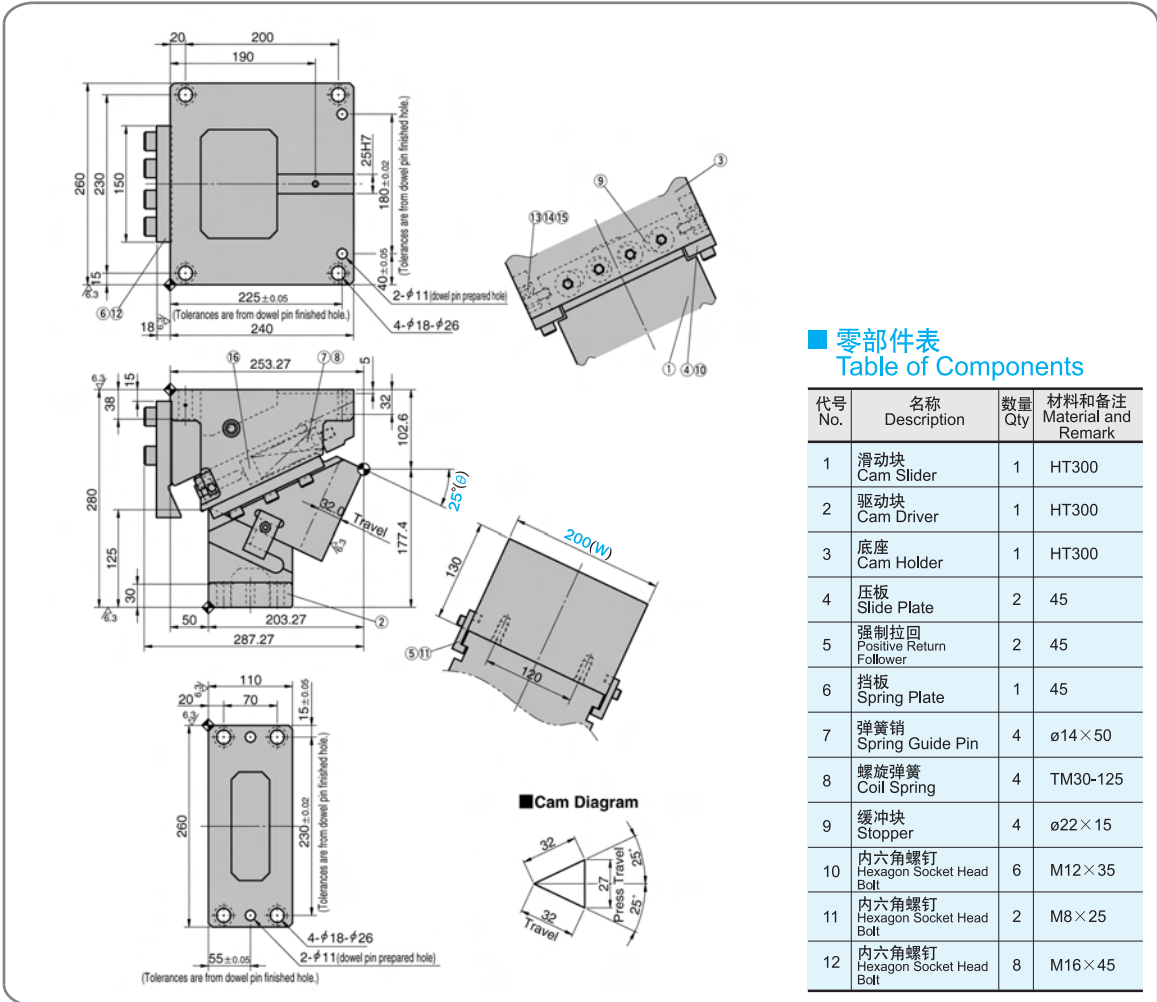 20
200
190
260
230
150
15
25H7
180±0.02
40±0.05
(Tolerances are from dowel pin finished hole.)
6.3
⑥⑫
18
6.3
225±0.05
(Tolerances are from dowel pin finished hole.)
240
2-ϕ11(dowel pin prepared hole)
4-ϕ18-ϕ26
③
⑨
⑬⑭⑮
① ④⑩
6.3
15
38
280
125
30
6.3
253.27
⑯
⑦⑧
5
32
102.6
25°(θ)
32.0
Travel
6.3
177.4
50
203.27
287.27
②
130
200(W)
120
⑤⑪
6.3
110
20
70
6.3
15±0.05
260
230±0.02
(Tolerances are from dowel pin finished hole.)
4-ϕ18-ϕ26
2-ϕ11(dowel pin prepared hole)
55±0.05
(Tolerances are from dowel pin finished hole.)
■Cam Diagram
32
27
Press Travel
25°
25°
32
Travel
■ 零部件表
Table of Components
代号 名称 数量 材料和备注
No. Description Qty Material and
Remark
滑动块
1 Cam Slider 1 HT300
驱动块
2 Cam Driver 1 HT300
底座
3 Cam Holder 1 HT300
压板
4 Slide Plate 2 45
强制拉回
5 Positive Return 2 45
Follower
挡板
6 Spring Plate 1 45
弹簧销
7 Spring Guide Pin 4 ø14×50
螺旋弹簧
8 Coil Spring 4 TM30-125
缓冲块
9 Stopper 4 ø22×15
内六角螺钉
10 Hexagon Socket Head 6 M12×35
Bolt
内六角螺钉
11 Hexagon Socket Head 2 M8×25
Bolt
内六角螺钉
12 Hexagon Socket Head 8 M16×45
Bolt